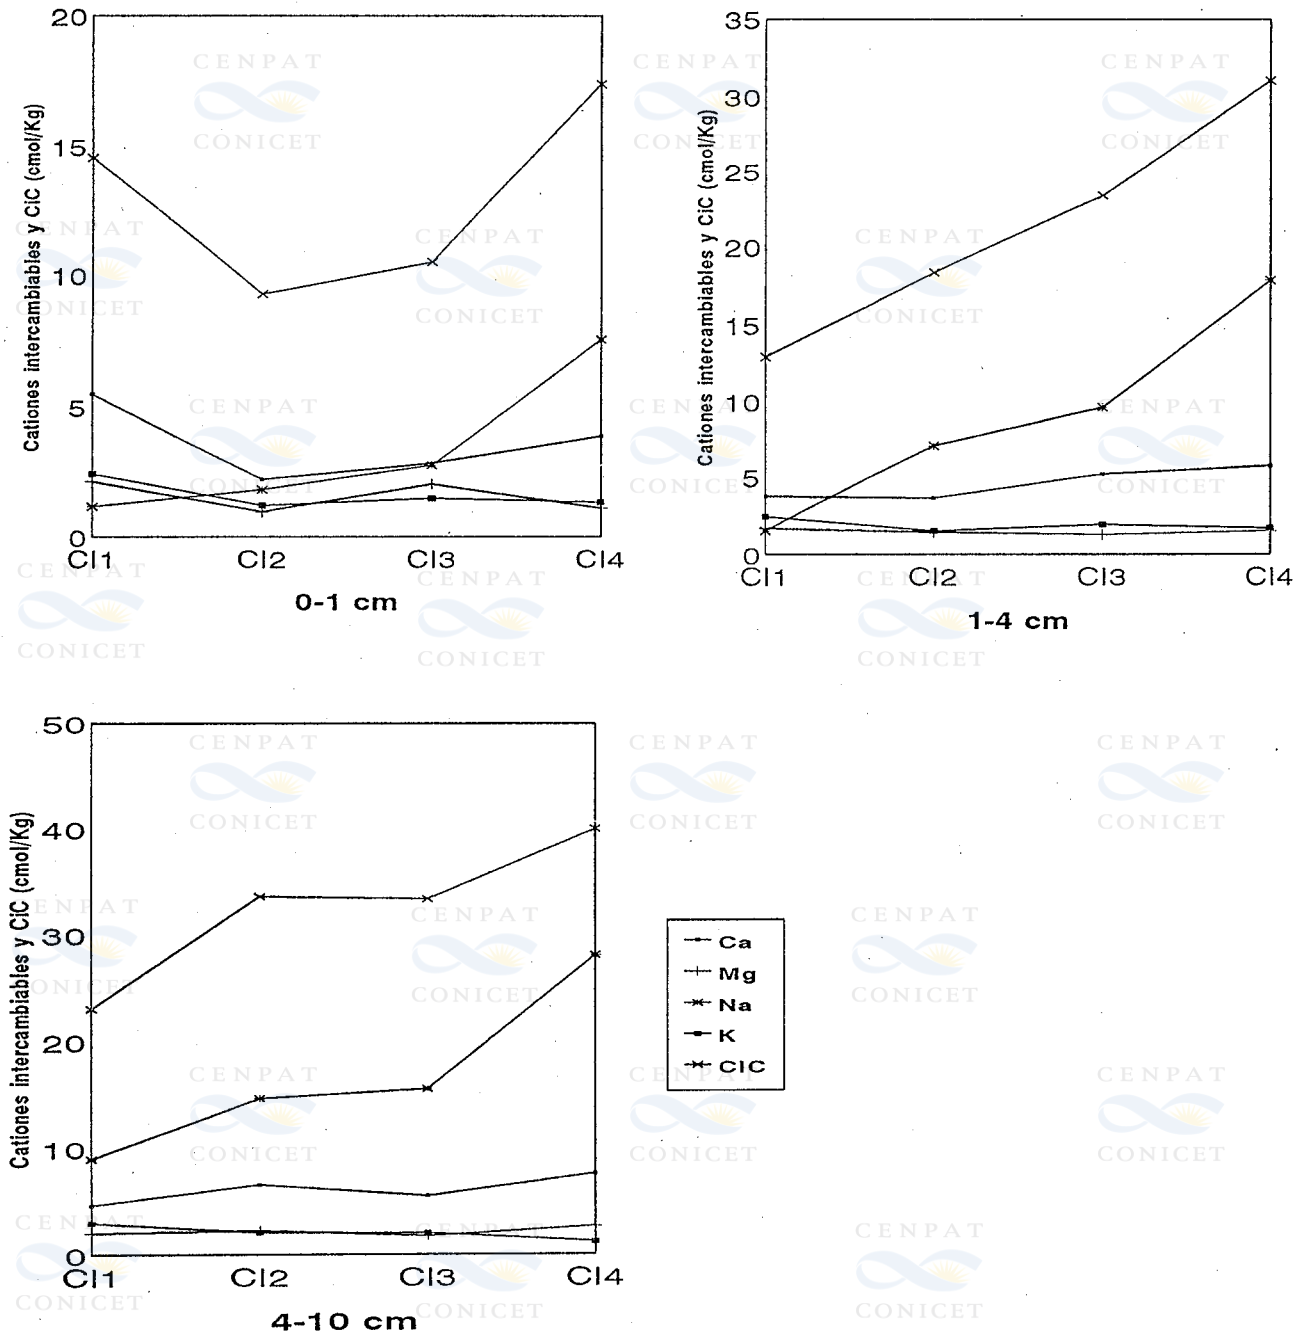 Cationes intercambiables y CiC (cmol/Kg)
20
15
10
5
0
CI1 CI2 CI3 CI4
0-1 cm
Cationes intercambiables y CiC (cmol/Kg)
35
30
25
20
15
10
5
0
CI1 CI2 CI3 CI4
1-4 cm
Cationes intercambiables y CiC (cmol/Kg)
50
40
30
20
10
0
CI1 CI2 CI3 CI4
4-10 cm
Ca
Mg
Na
K
CIC
CENPAT
CONICET